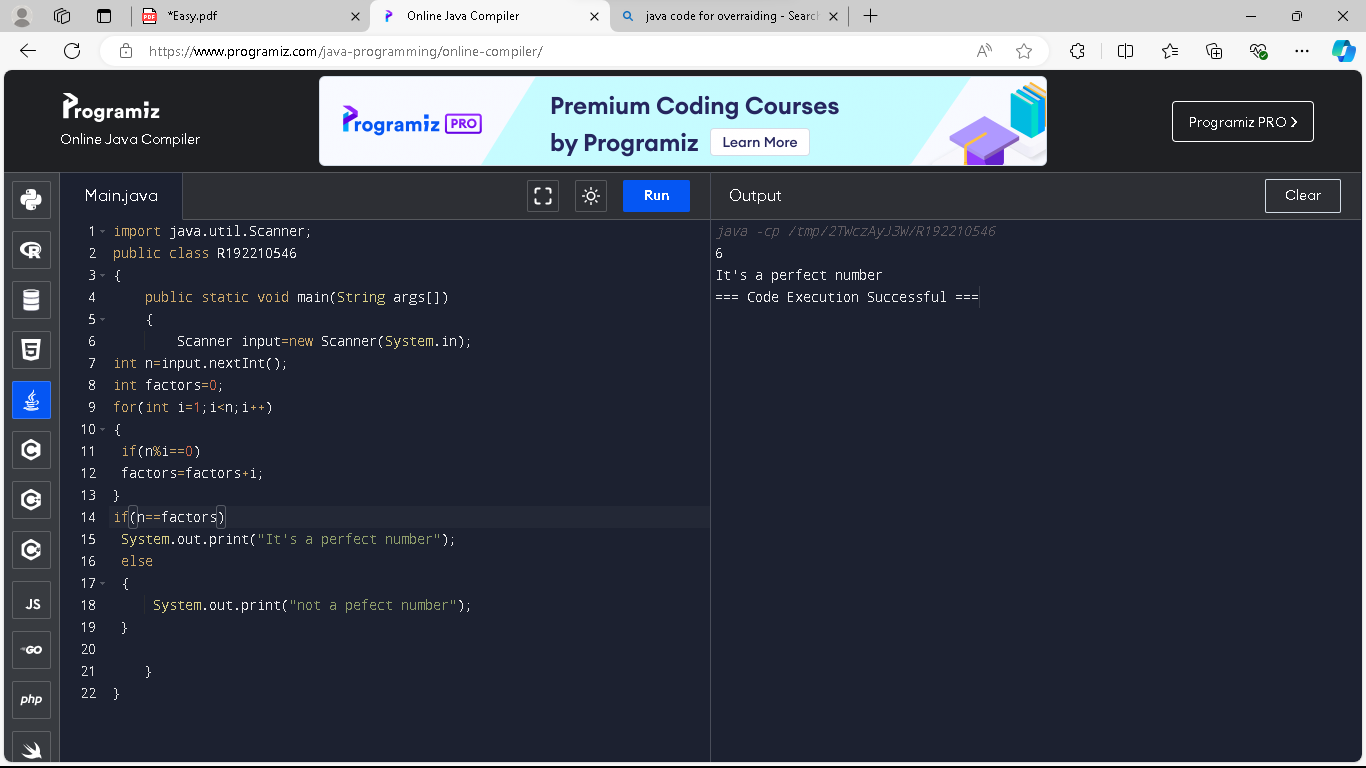 *Easy.pdf
Online Java Compiler
java code for overraiding - Searc
https://www.programiz.com/java-programming/online-compiler/
Programiz
Online Java Compiler
Programiz PRO
Premium Coding Courses
by Programiz
Learn More
Programiz PRO
Main.java
Run
Output
Clear
1 import java.util.Scanner;
2 public class R192210546
3 {
4 public static void main(String args[])
5 {
6 Scanner input=new Scanner(System.in);
7 int n=input.nextInt();
8 int factors=0;
9 for(int i=1;i<n;i++)
10 {
11 if(n%i==0)
12 factors=factors+i;
13 }
14 if(n==factors)
15 System.out.print("It's a perfect number");
16 else
17 {
18 System.out.print("not a pefect number");
19 }
20
21 }
22 }
java -cp /tmp/2TWczAyJ3W/R192210546
6
It's a perfect number
=== Code Execution Successful ===
JS
GO
php